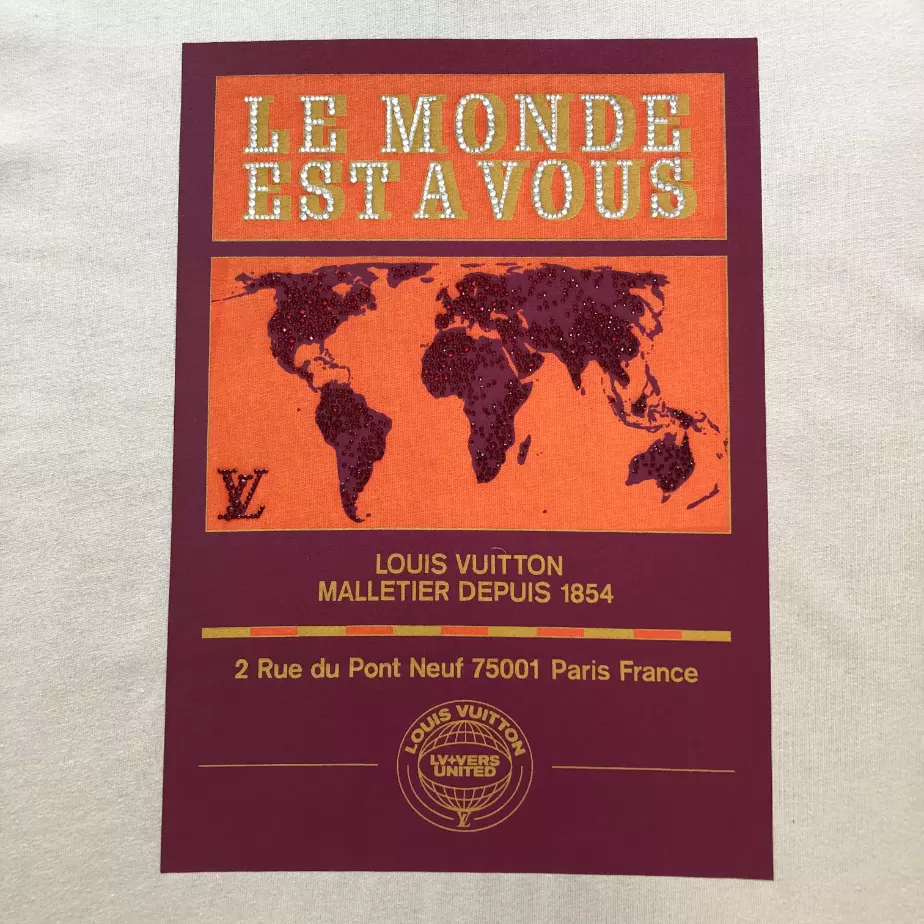 LE MONDE
EST A VOUS
LV
LOUIS VUITTON
MALLETIER DEPUIS 1854
2 Rue du Pont Neuf 75001 Paris France
LOUIS VUITTON
LV✦VERS
UNITED
LV